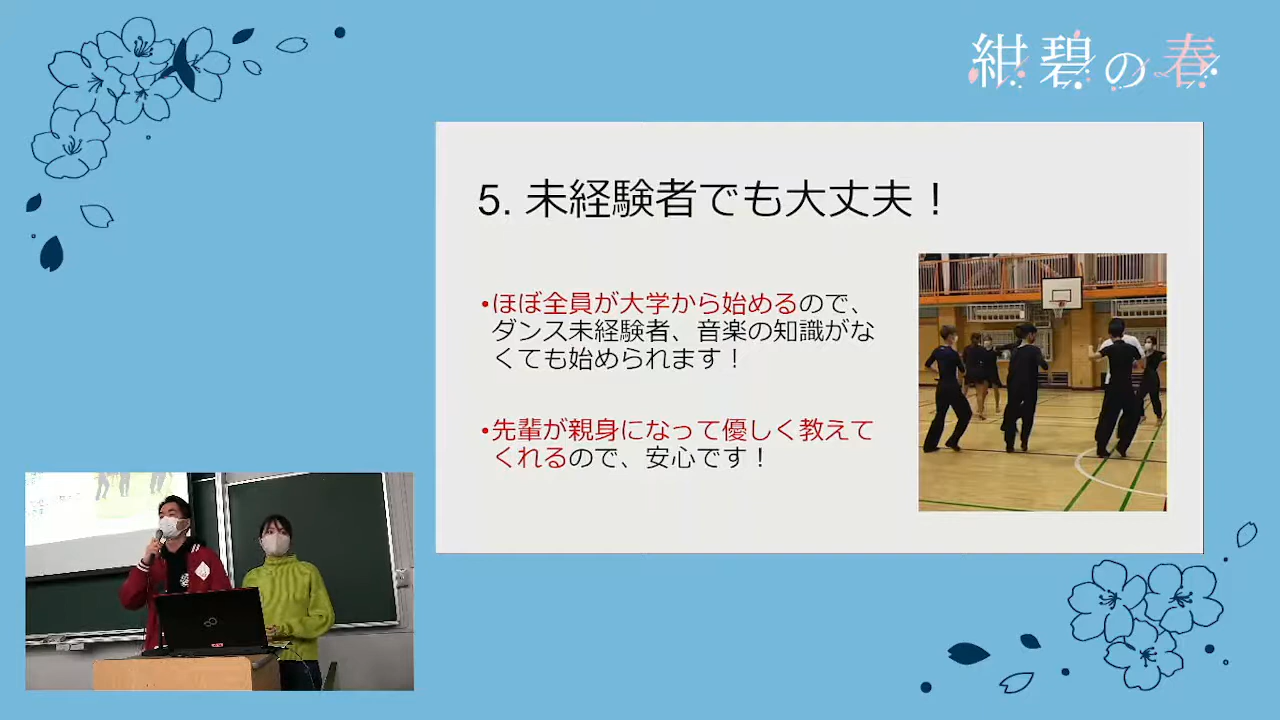 紺碧の春
5. 未経験者でも大丈夫！
•ほぼ全員が大学から始めるので、
ダンス未経験者、音楽の知識がな
くても始められます！
•先輩が親身になって優しく教えて
くれるので、安心です！